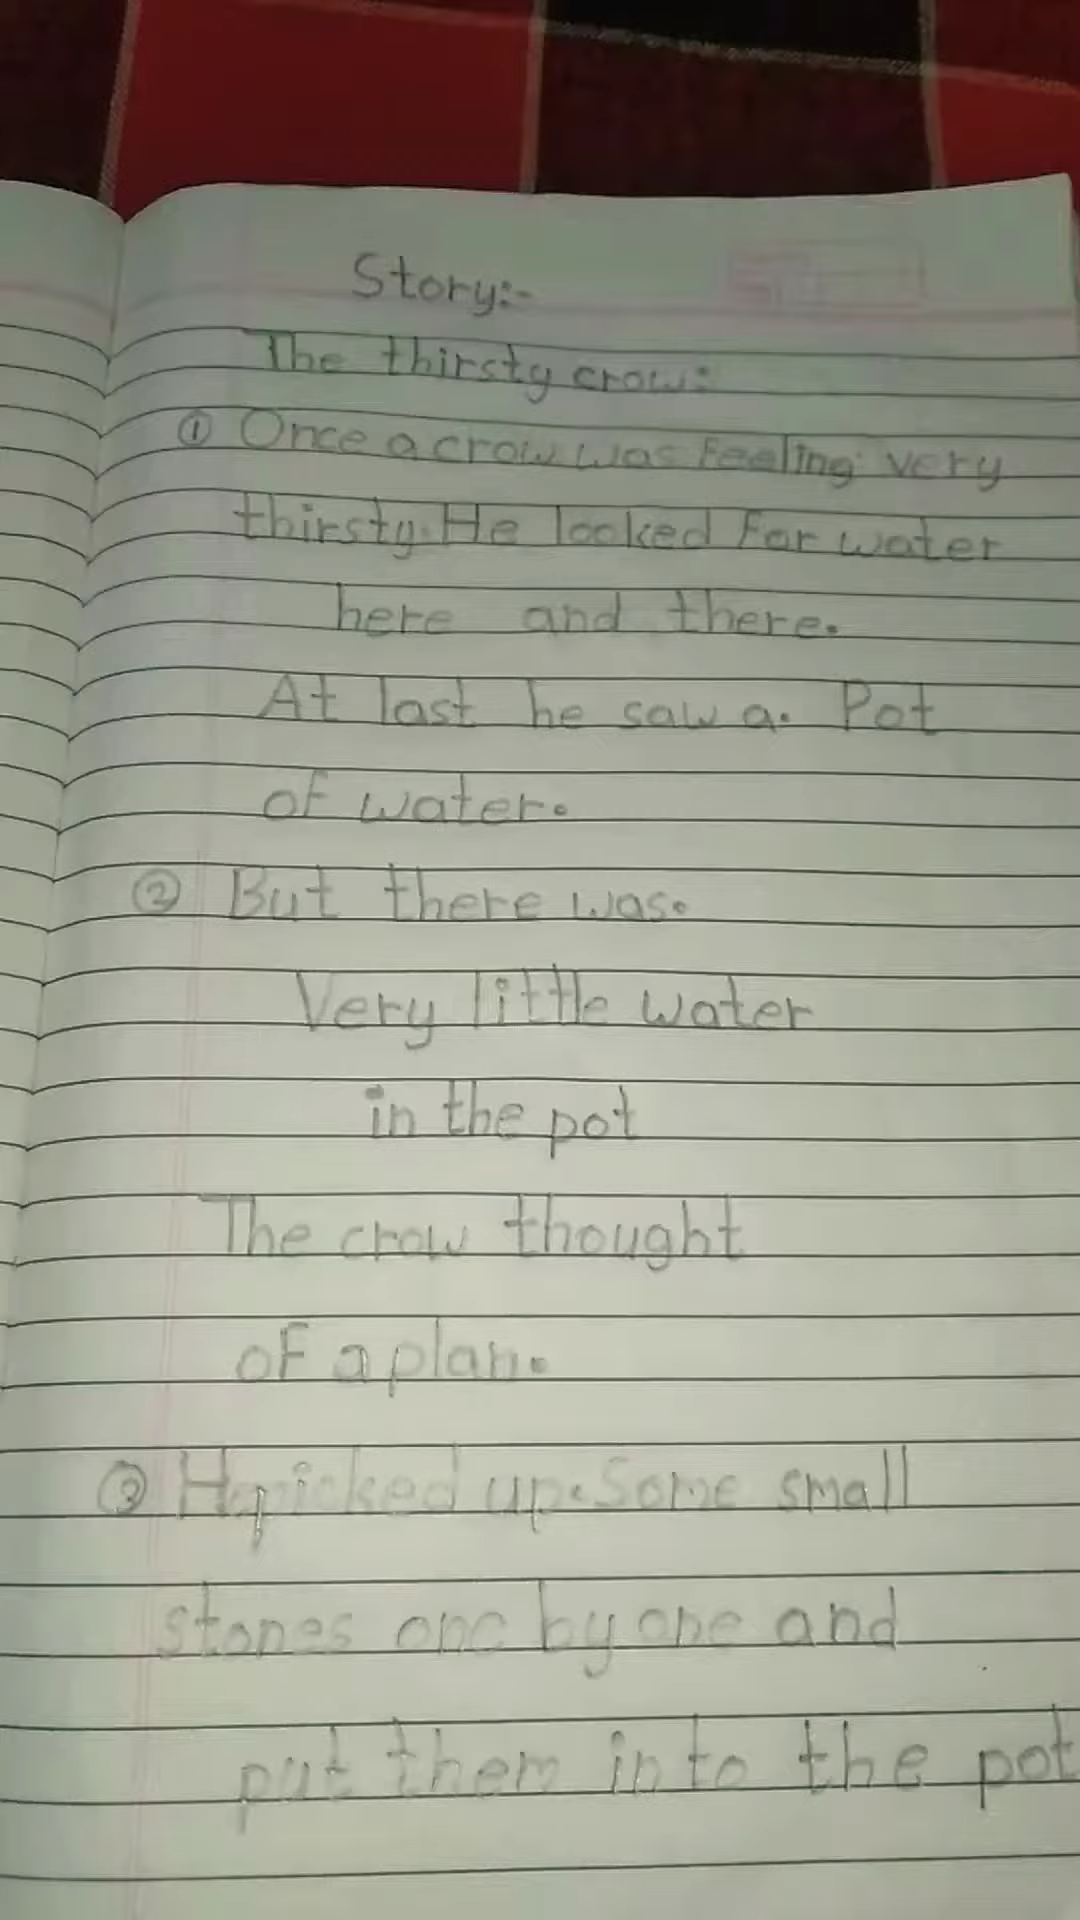 Story:-
The thirsty crow:
① Once a crow was feeling very
thirsty. He looked for water
here and there.
At last he saw a. Pot
of water.
② But there was.
Very little water
in the pot
The crow thought
of a plan.
③ He picked up. Some small
stones one by one and
put them into the pot